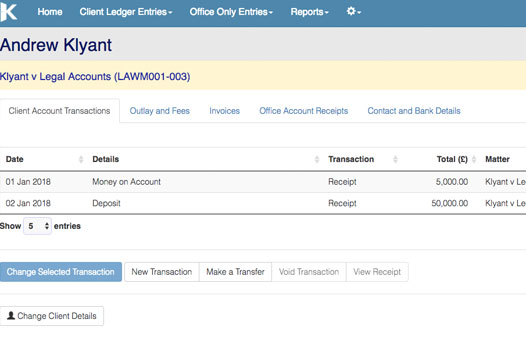 K Home Client Ledger Entries Office Only Entries Reports
Andrew Klyant
Klyant v Legal Accounts (LAWM001-003)
Client Account Transactions Outlay and Fees Invoices Office Account Receipts Contact and Bank Details
Date Details Transaction Total (£) Matter
01 Jan 2018 Money on Account Receipt 5,000.00 Klyant v Le
02 Jan 2018 Deposit Receipt 50,000.00 Klyant v Le
Show 5 entries
Change Selected Transaction New Transaction Make a Transfer Void Transaction View Receipt
Change Client Details